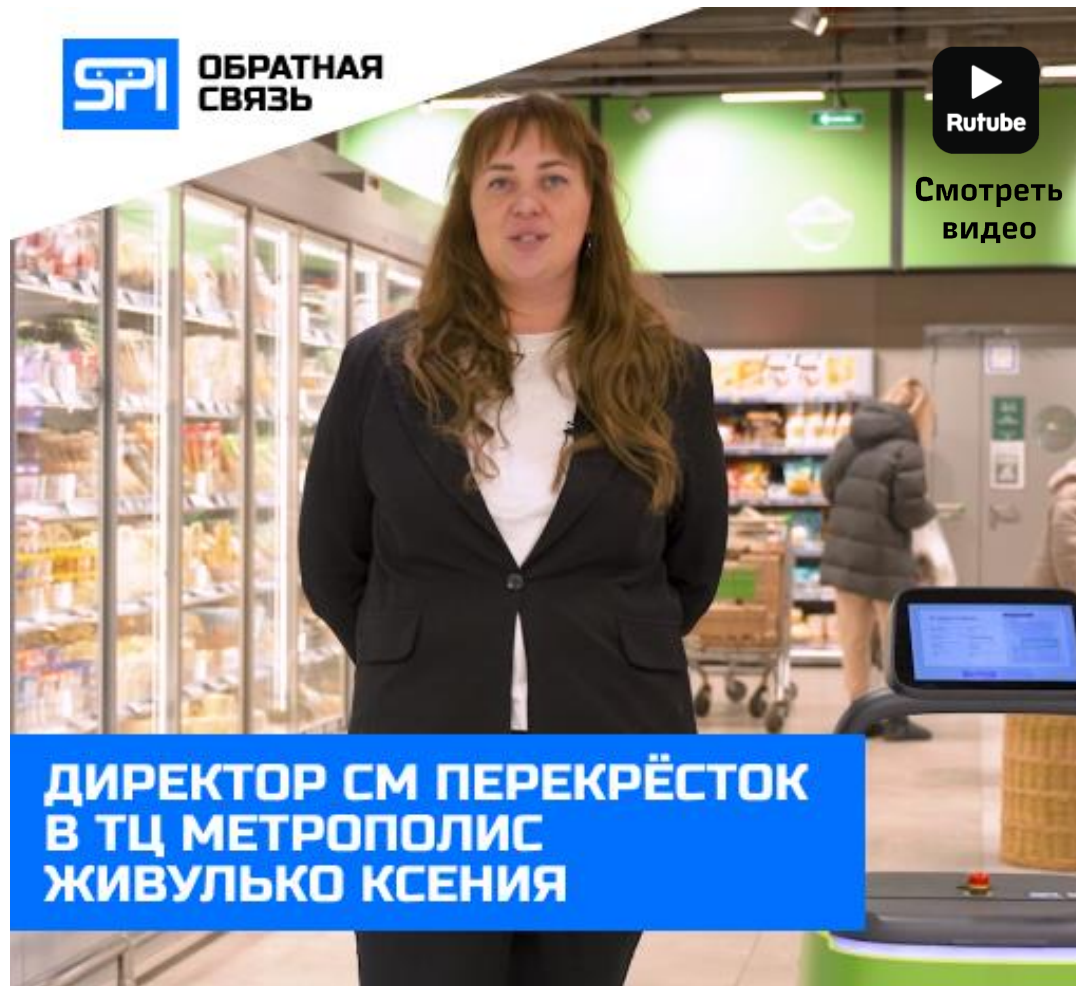 SPI
ОБРАТНАЯ
СВЯЗЬ
Rutube
Смотреть
видео
ДИРЕКТОР СМ ПЕРЕКРЁСТОК
В ТЦ МЕТРОПОЛИС
ЖИВУЛЬКО КСЕНИЯ